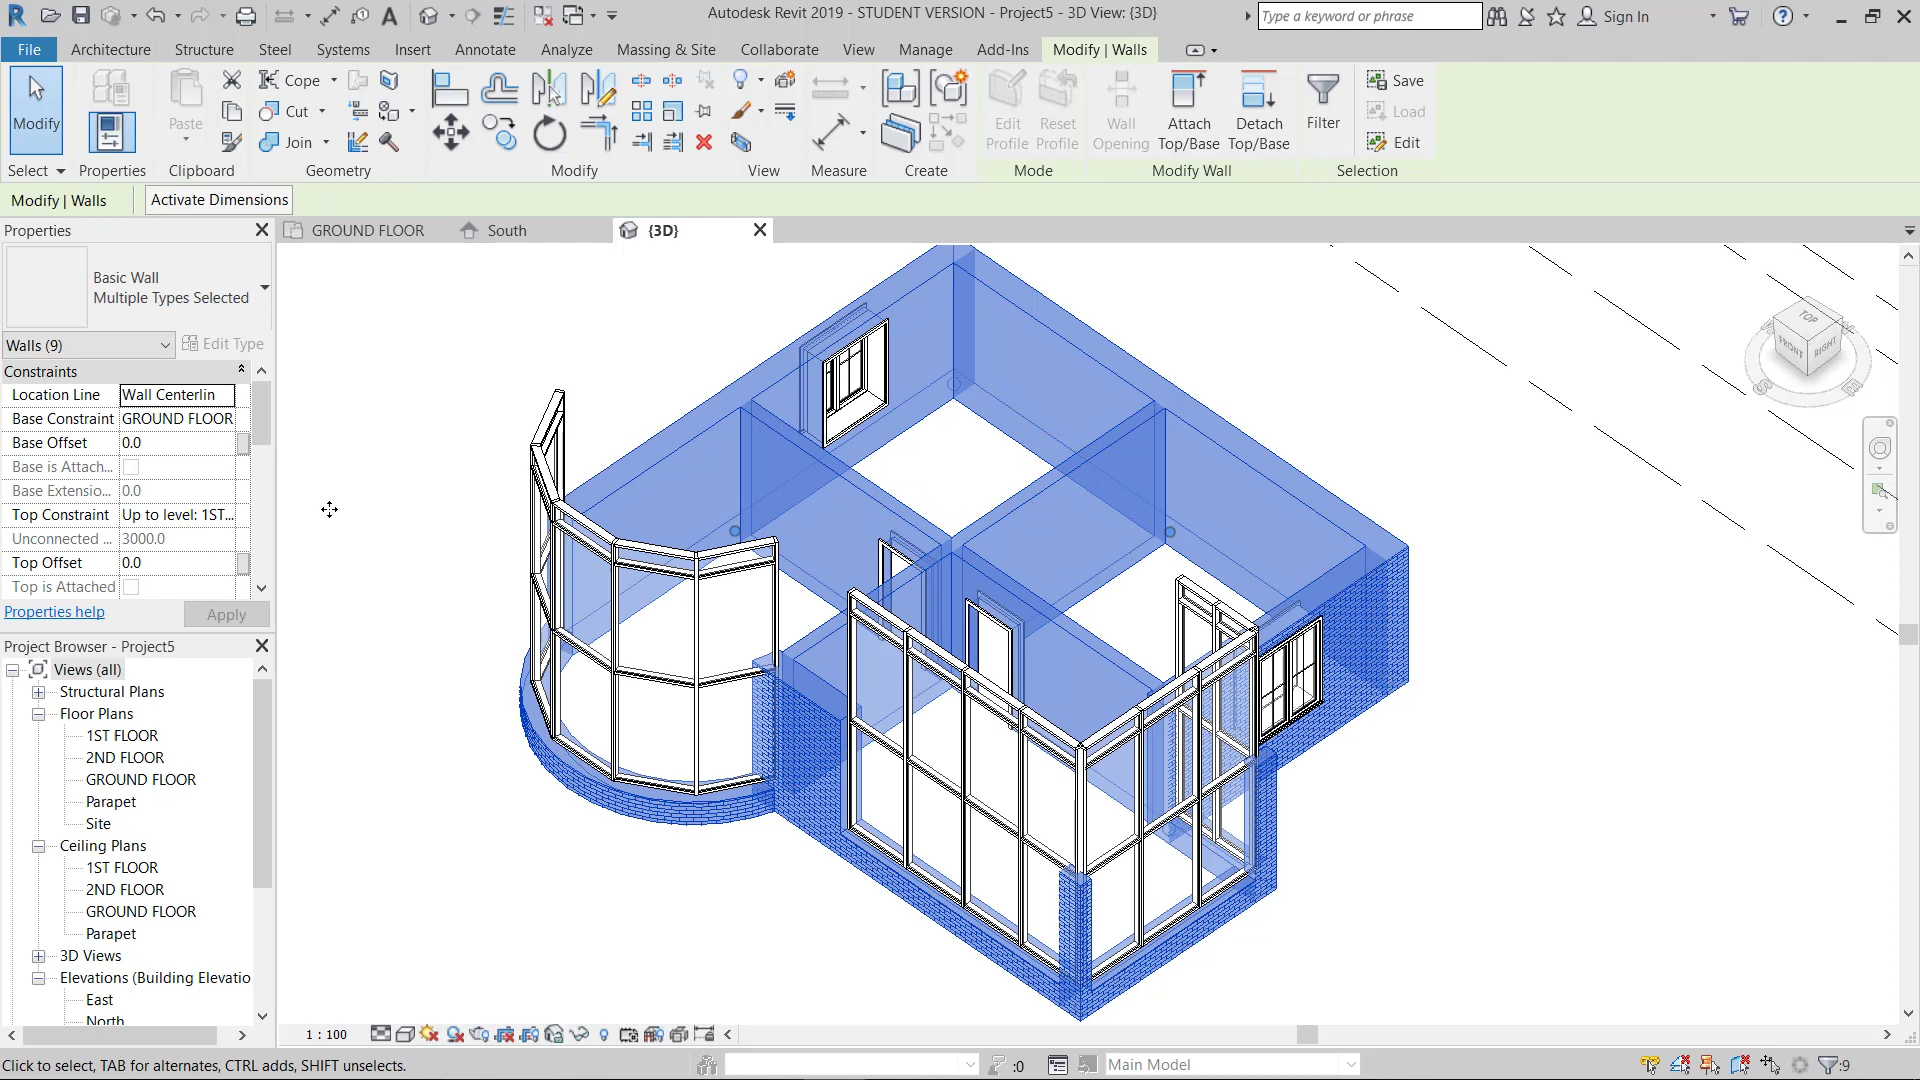 Autodesk Revit 2019 - STUDENT VERSION - Project5 - 3D View: {3D}
Type a keyword or phrase
Sign In
File Architecture Structure Steel Systems Insert Annotate Analyze Massing & Site Collaborate View Manage Add-Ins Modify | Walls
Modify
Paste
Cope
Cut
Join
Edit Profile
Reset Profile
Wall Opening
Attach Top/Base
Detach Top/Base
Filter
Save
Load
Edit
Select Properties Clipboard Geometry Modify View Measure Create Mode Modify Wall Selection
Modify | Walls
Activate Dimensions
Properties
GROUND FLOOR
South
{3D}
Basic Wall
Multiple Types Selected
Walls (9)
Edit Type
Constraints
Location Line Wall Centerlin
Base Constraint GROUND FLOOR
Base Offset 0.0
Base is Attach...
Base Extensio... 0.0
Top Constraint Up to level: 1ST...
Unconnected ... 3000.0
Top Offset 0.0
Top is Attached
Properties help
Apply
TOP
FRONT
RIGHT
S
E
Project Browser - Project5
Views (all)
Structural Plans
Floor Plans
1ST FLOOR
2ND FLOOR
GROUND FLOOR
Parapet
Site
Ceiling Plans
1ST FLOOR
2ND FLOOR
GROUND FLOOR
Parapet
3D Views
Elevations (Building Elevatio
East
North
1 : 100
Click to select, TAB for alternates, CTRL adds, SHIFT unselects.
:0
Main Model
:9